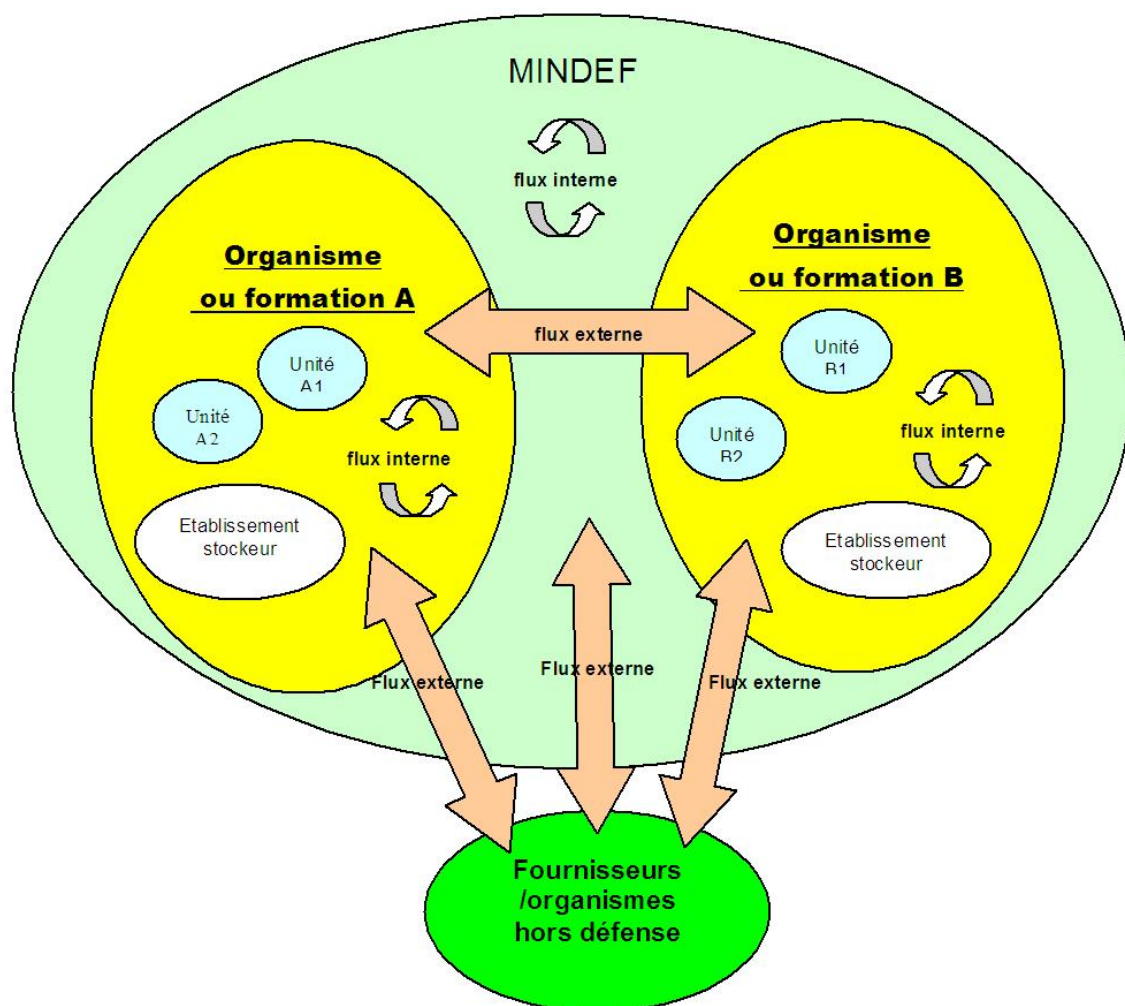 MINDEF
flux interne
Organisme
ou formation A
Organisme
ou formation B
flux externe
Unité
A1
Unité
A2
flux interne
Etablissement
stockeur
Unité
B1
Unité
B2
flux interne
Etablissement
stockeur
Flux externe
Flux externe
Flux externe
Fournisseurs
/organismes
hors défense